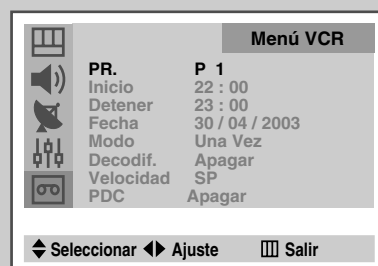 Menú VCR
PR. P 1
Inicio 22 : 00
Detener 23 : 00
Fecha 30 / 04 / 2003
Modo Una Vez
Decodif. Apagar
Velocidad SP
PDC Apagar
Seleccionar Ajuste Salir